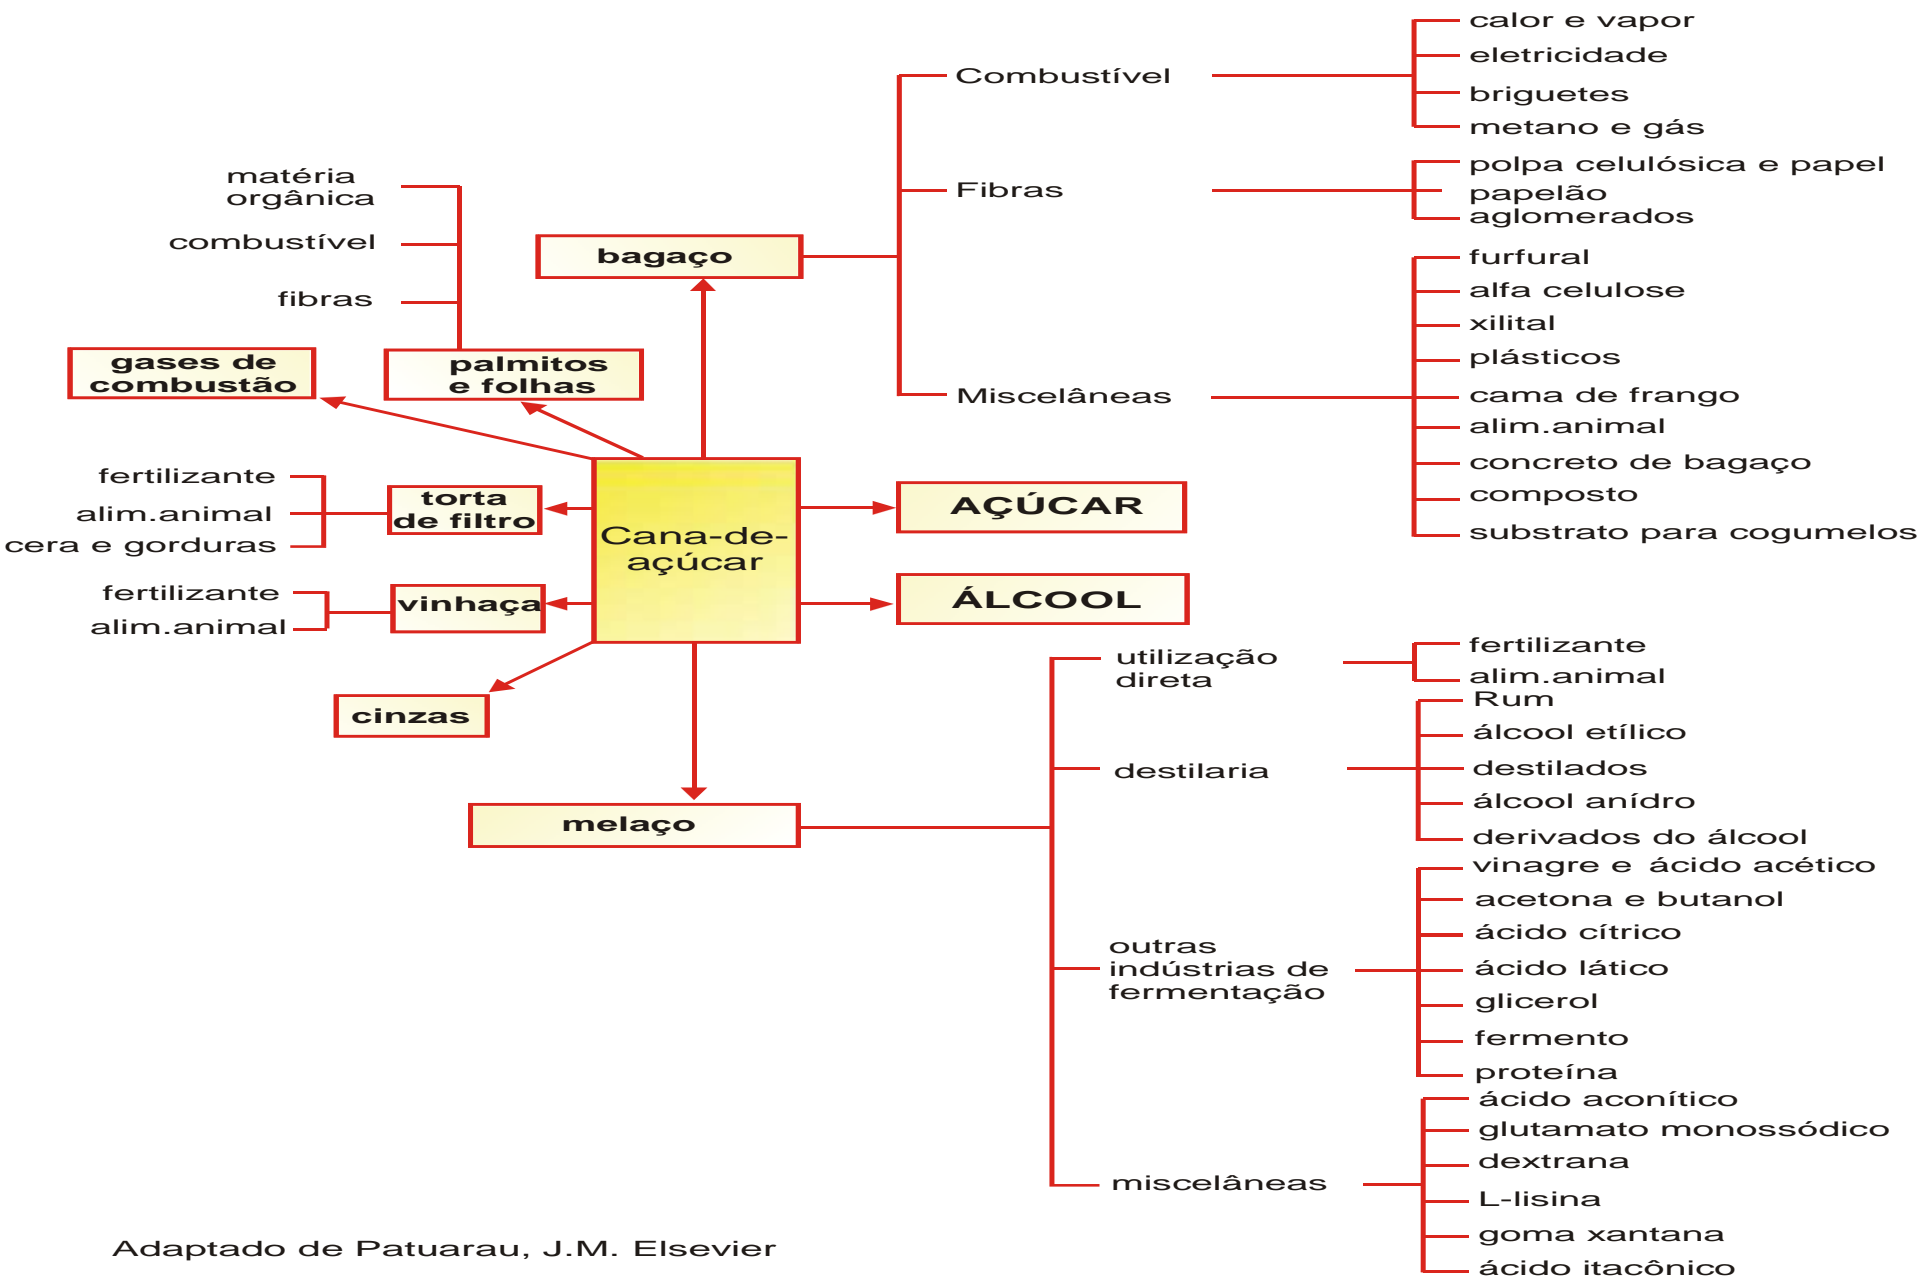 calor e vapor
eletricidade
Combustível
briguetes
metano e gás
polpa celulósica e papel
Fibras
papelão
aglomerados
furfural
alfa celulose
xilital
plásticos
Miscelâneas
cama de frango
alim.animal
concreto de bagaço
composto
substrato para cogumelos
bagaço
matéria
orgânica
combustível
fibras
palmitos
e folhas
gases de
combustão
fertilizante
alim.animal
cera e gorduras
torta
de filtro
fertilizante
alim.animal
vinhaça
Cana-de-
açúcar
AÇÚCAR
ÁLCOOL
cinzas
melaço
utilização
direta
fertilizante
alim.animal
destilaria
Rum
álcool etílico
destilados
álcool anídro
derivados do álcool
outras
indústrias de
fermentação
vinagre e ácido acético
acetona e butanol
ácido cítrico
ácido lático
glicerol
fermento
proteína
miscelâneas
ácido aconítico
glutamato monossódico
dextrana
L-lisina
goma xantana
ácido itacônico
Adaptado de Patuarau, J.M. Elsevier